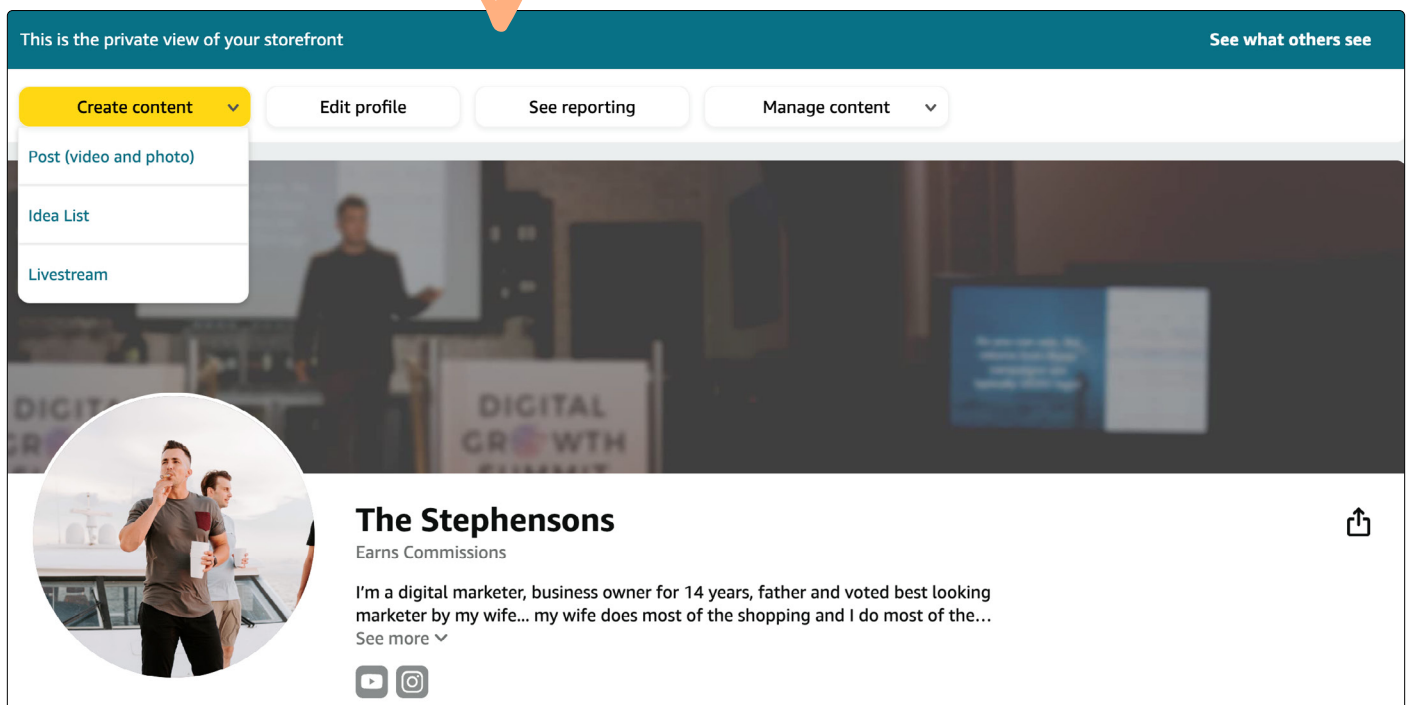 This is the private view of your storefront
See what others see
Create content
Edit profile
See reporting
Manage content
Post (video and photo)
Idea List
Livestream
DIGITAL
GROWTH
SUMMIT
The Stephensons
Earns Commissions
I'm a digital marketer, business owner for 14 years, father and voted best looking
marketer by my wife... my wife does most of the shopping and I do most of the…
See more